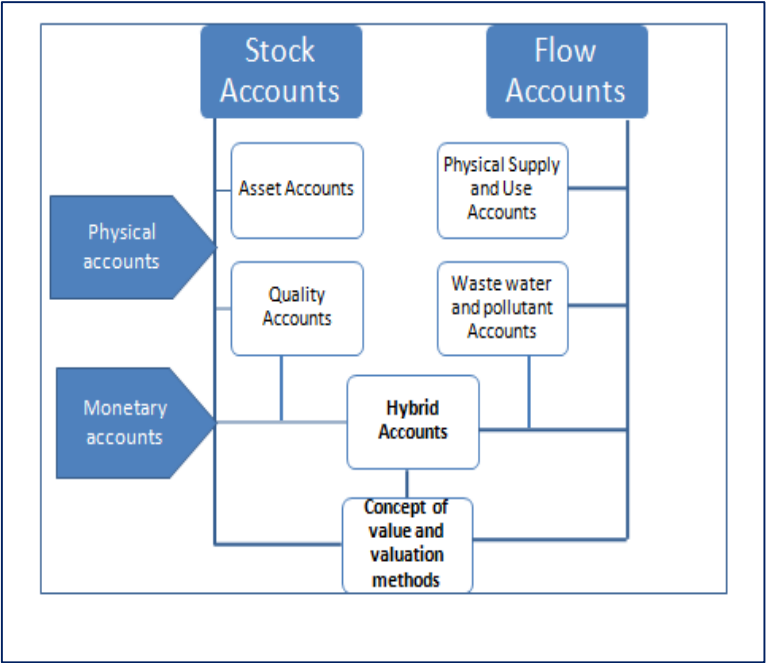 Stock
Accounts
Flow
Accounts
Asset Accounts
Physical Supply
and Use
Accounts
Physical
accounts
Quality
Accounts
Waste water
and pollutant
Accounts
Monetary
accounts
Hybrid
Accounts
Concept of
value and
valuation
methods